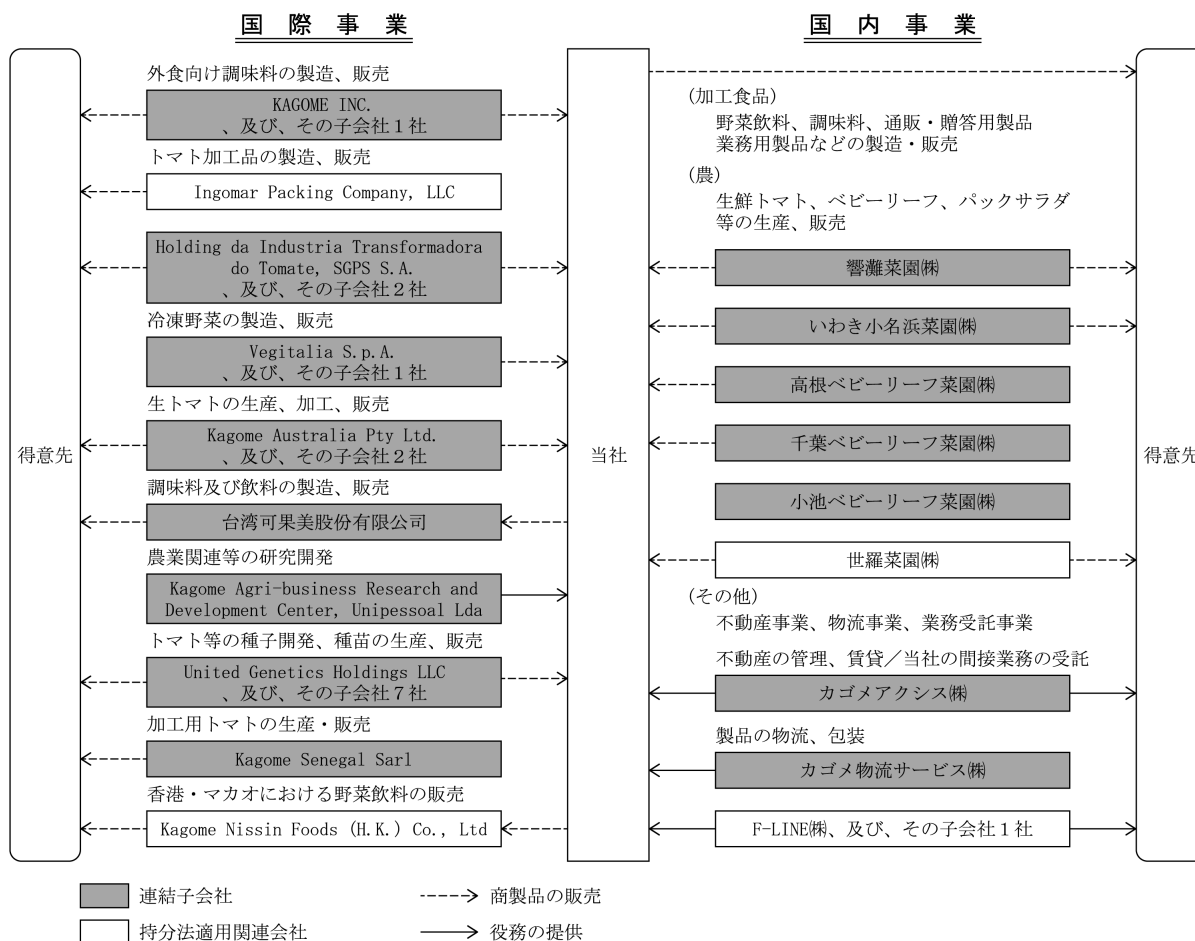 国際事業
得意先
外食向け調味料の製造、販売
KAGOME INC.
、及び、その子会社１社
トマト加工品の製造、販売
Ingomar Packing Company, LLC
Holding da Industria Transformadora
do Tomate, SGPS S.A.
、及び、その子会社２社
冷凍野菜の製造、販売
Vegitalia S.p.A.
、及び、その子会社１社
生トマトの生産、加工、販売
Kagome Australia Pty Ltd.
、及び、その子会社２社
調味料及び飲料の製造、販売
台湾可果美股份有限公司
農業関連等の研究開発
Kagome Agri-business Research and
Development Center, Unipessoal Lda
トマト等の種子開発、種苗の生産、販売
United Genetics Holdings LLC
、及び、その子会社７社
加工用トマトの生産・販売
Kagome Senegal Sarl
香港・マカオにおける野菜飲料の販売
Kagome Nissin Foods (H.K.) Co., Ltd
当社
国内事業
(加工食品)
野菜飲料、調味料、通販・贈答用製品
業務用製品などの製造・販売
(農)
生鮮トマト、ベビーリーフ、パックサラダ
等の生産、販売
響灘菜園㈱
いわき小名浜菜園㈱
高根ベビーリーフ菜園㈱
千葉ベビーリーフ菜園㈱
小池ベビーリーフ菜園㈱
世羅菜園㈱
(その他)
不動産事業、物流事業、業務受託事業
不動産の管理、賃貸／当社の間接業務の受託
カゴメアクシス㈱
製品の物流、包装
カゴメ物流サービス㈱
F-LINE㈱、及び、その子会社１社
得意先
連結子会社
商製品の販売
持分法適用関連会社
役務の提供